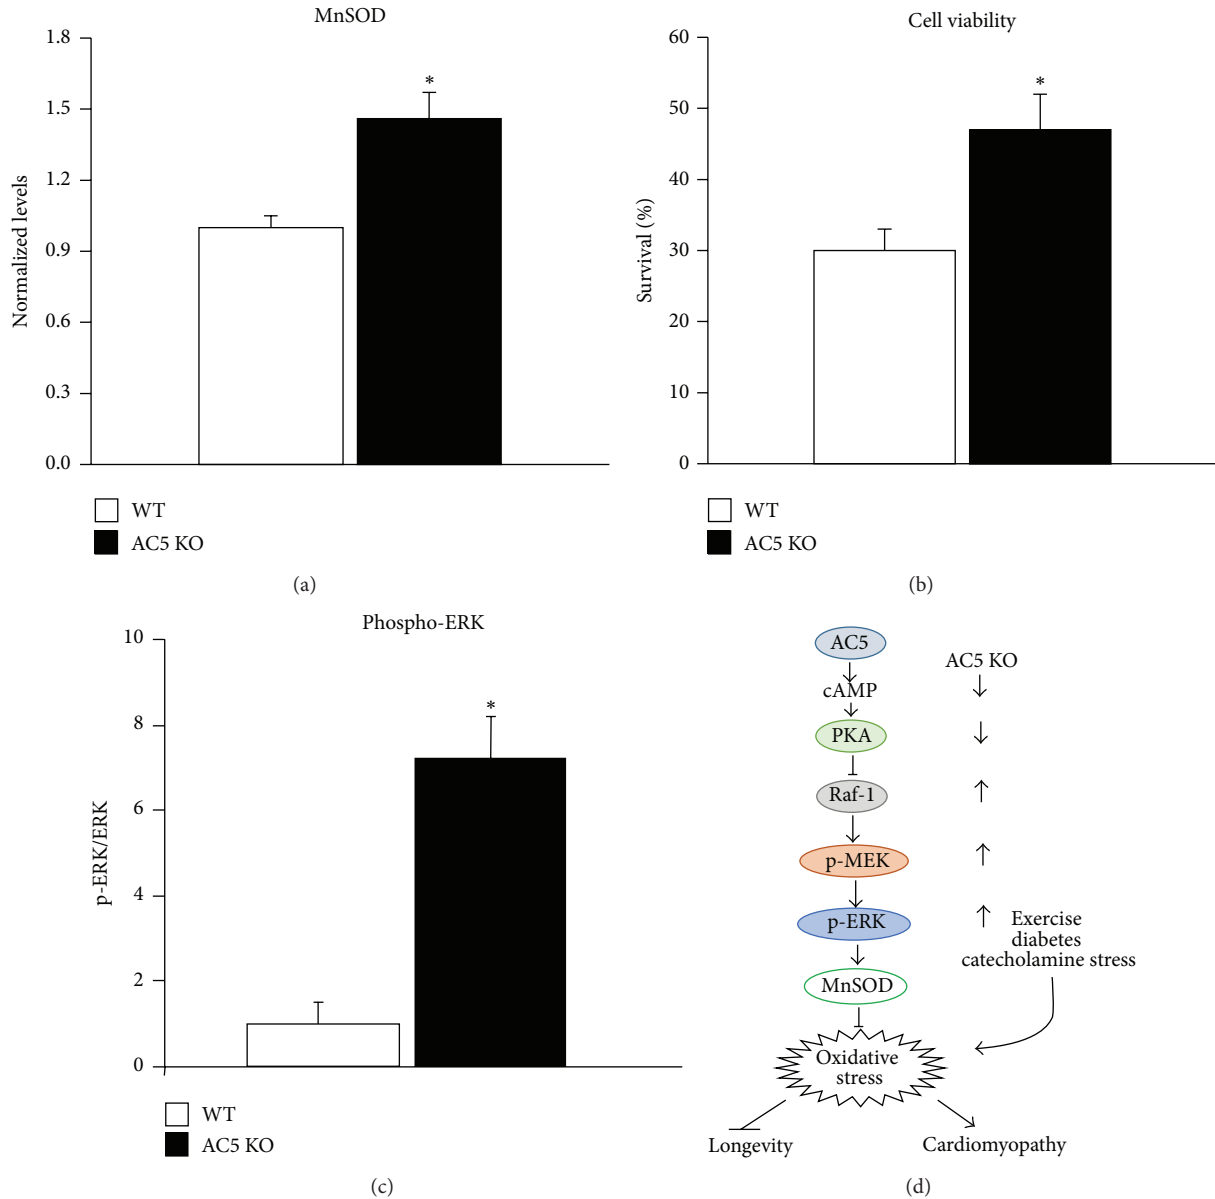 MnSOD
1.8
1.5
1.2
0.9
0.6
0.3
0.0
Normalized levels
*
WT
AC5 KO
(a)
Cell viability
60
50
40
30
20
10
0
Survival (%)
*
WT
AC5 KO
(b)
Phospho-ERK
10
8
6
4
2
0
p-ERK/ERK
*
WT
AC5 KO
(c)
AC5
cAMP
PKA
Raf-1
p-MEK
p-ERK
MnSOD
Oxidative
stress
Longevity
Cardiomyopathy
AC5 KO
↓
↓
↑
↑
↑
Exercise
diabetes
catecholamine stress
(d)